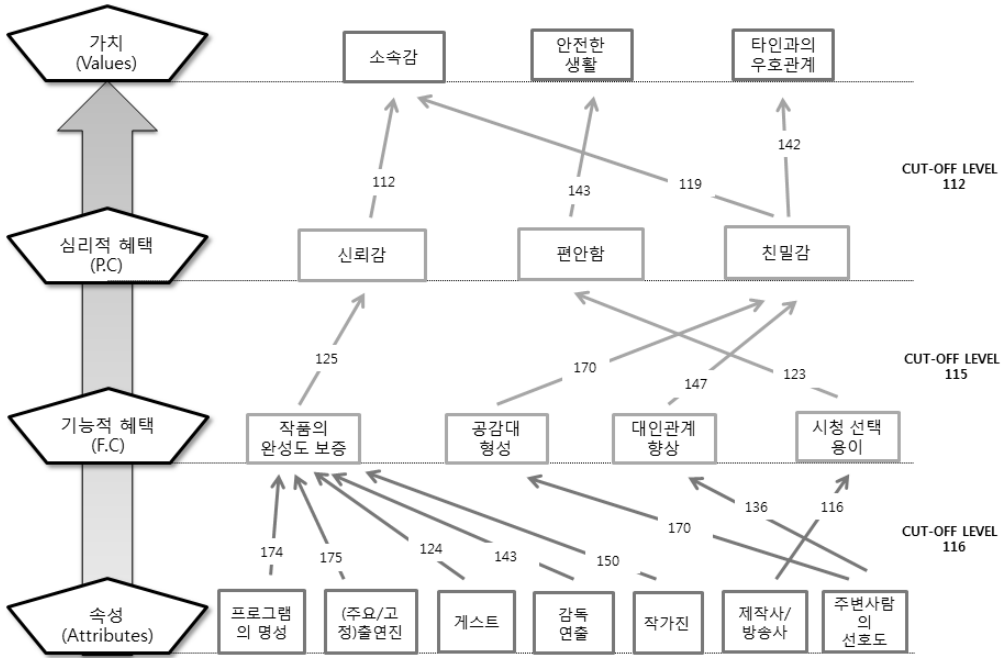 가치
(Values)
소속감
안전한
생활
타인과의
우호관계
112
143
119
142
CUT-OFF LEVEL
112
심리적 혜택
(P.C)
신뢰감
편안함
친밀감
125
170
147
123
CUT-OFF LEVEL
115
기능적 혜택
(F.C)
작품의
완성도 보증
공감대
형성
대인관계
향상
시청 선택
용이
174
175
124
143
150
170
136
116
CUT-OFF LEVEL
116
속성
(Attributes)
프로그램
의 명성
(주요/고
정)출연진
게스트
감독
연출
작가진
제작사/
방송사
주변사람
의
선호도